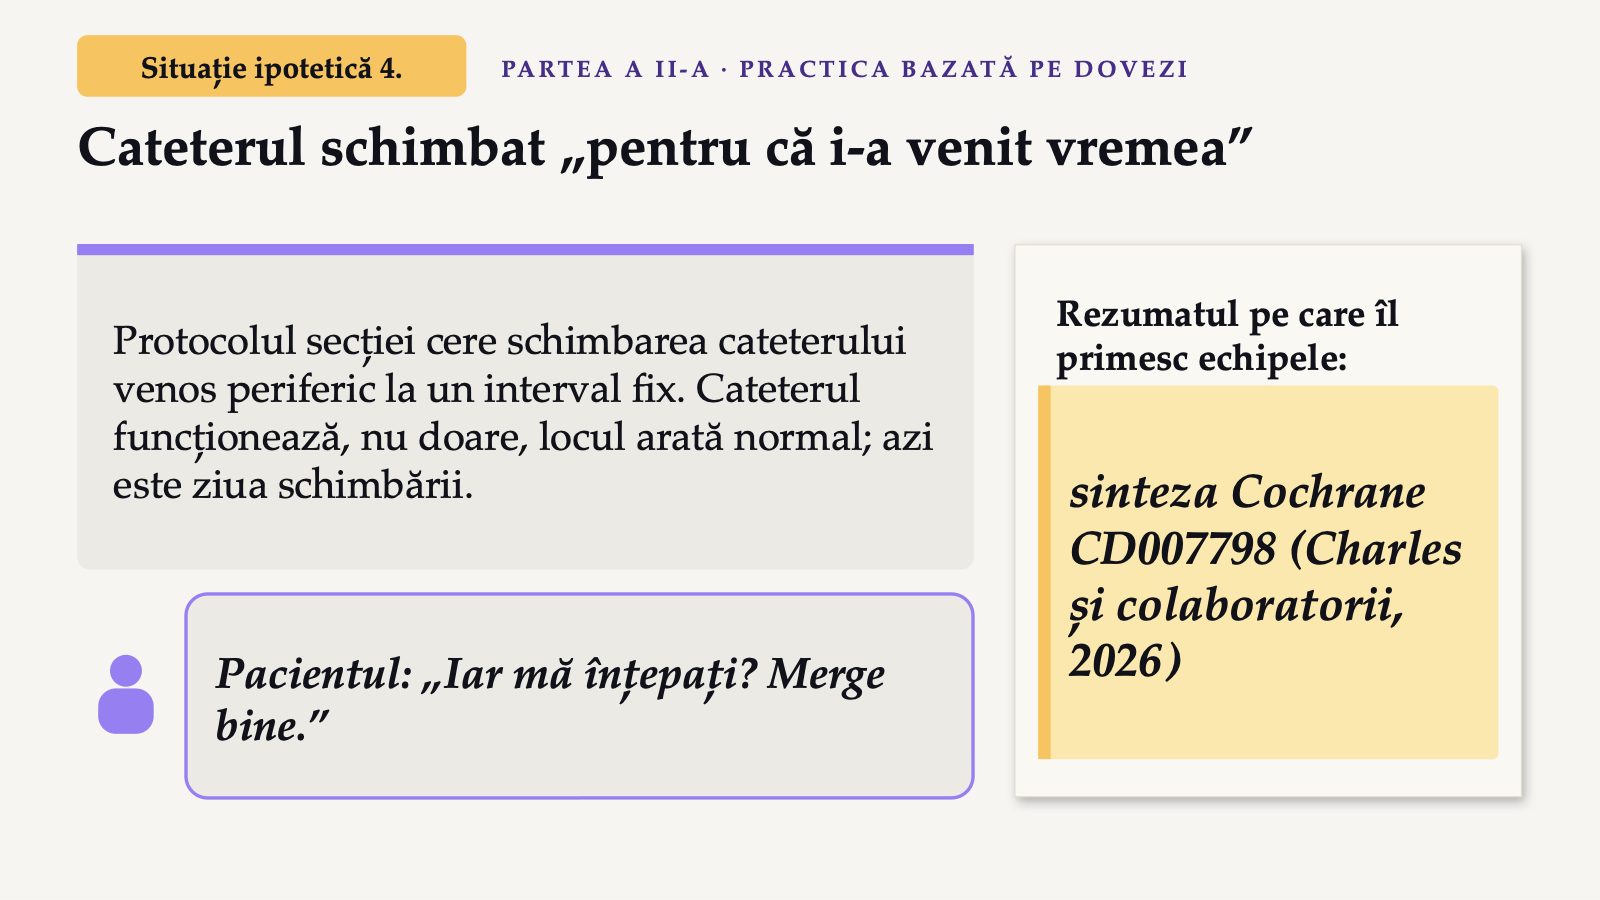 Situație ipotetică 4.
PARTEA A II-A · PRACTICA BAZATĂ PE DOVEZI
Cateterul schimbat „pentru că i-a venit vremea”
Protocolul secției cere schimbarea cateterului
venos periferic la un interval fix. Cateterul
funcționează, nu doare, locul arată normal; azi
este ziua schimbării.
Pacientul: „Iar mă înțepați? Merge
bine.”
Rezumatul pe care îl
primesc echipele:
sinteza Cochrane
CD007798 (Charles
și colaboratorii,
2026)